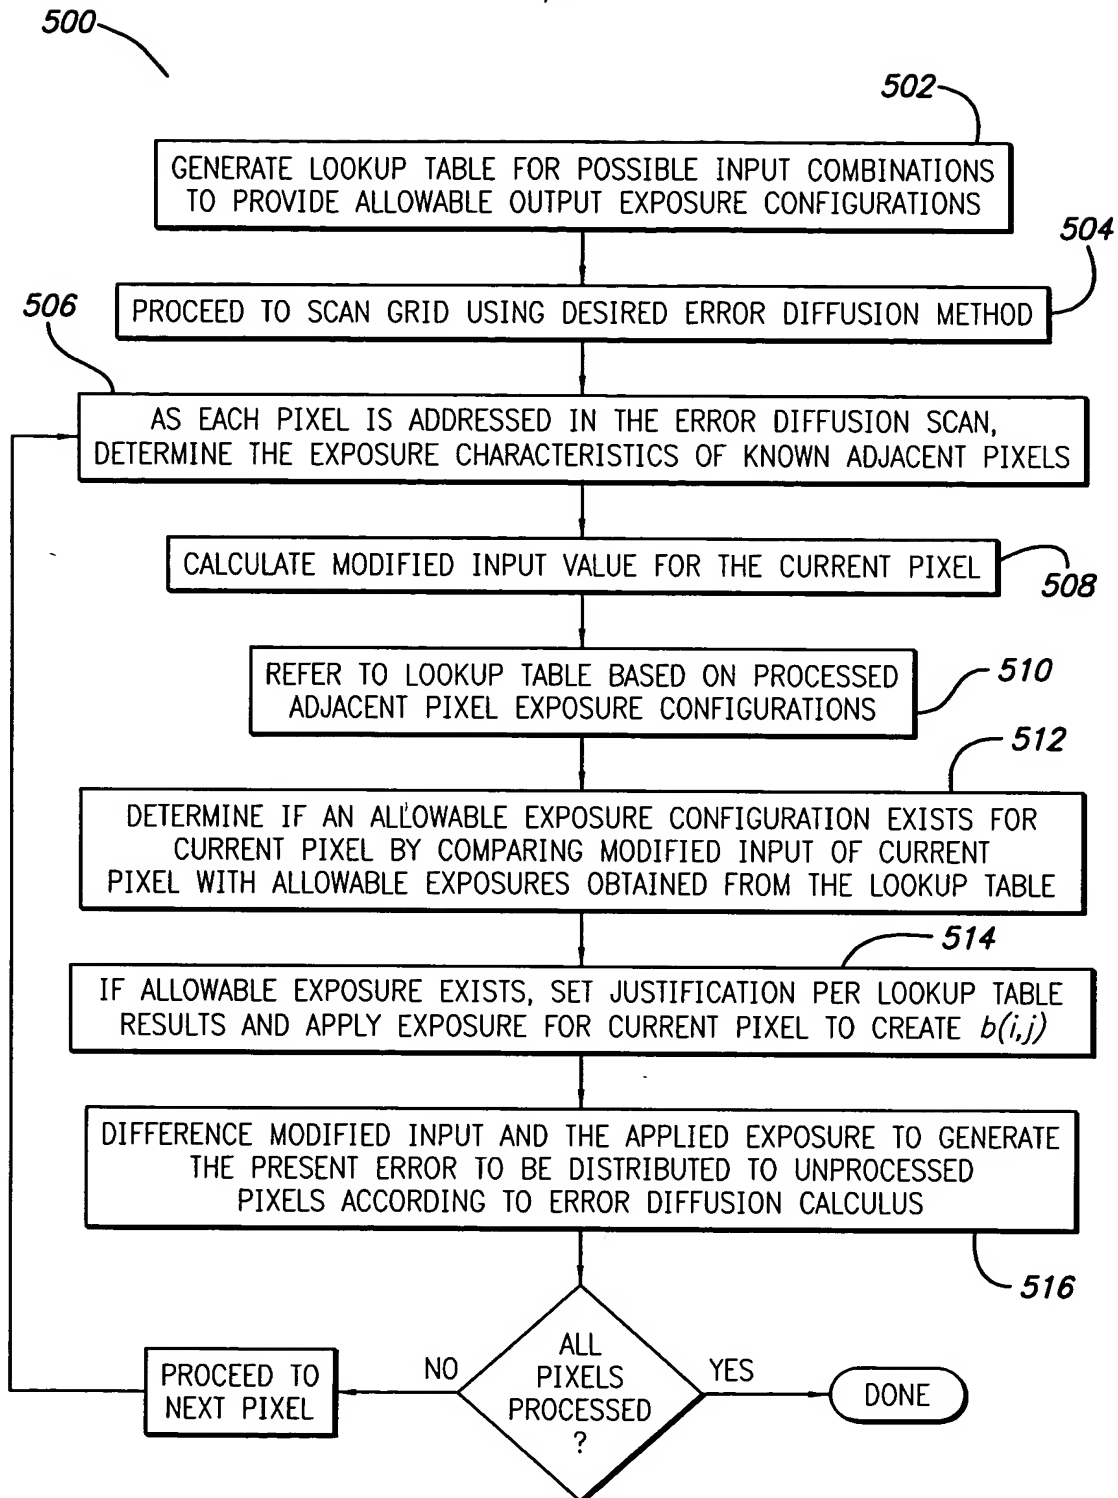 500
502
GENERATE LOOKUP TABLE FOR POSSIBLE INPUT COMBINATIONS
TO PROVIDE ALLOWABLE OUTPUT EXPOSURE CONFIGURATIONS
504
PROCEED TO SCAN GRID USING DESIRED ERROR DIFFUSION METHOD
506
AS EACH PIXEL IS ADDRESSED IN THE ERROR DIFFUSION SCAN,
DETERMINE THE EXPOSURE CHARACTERISTICS OF KNOWN ADJACENT PIXELS
CALCULATE MODIFIED INPUT VALUE FOR THE CURRENT PIXEL
508
REFER TO LOOKUP TABLE BASED ON PROCESSED
ADJACENT PIXEL EXPOSURE CONFIGURATIONS
510
512
DETERMINE IF AN ALLOWABLE EXPOSURE CONFIGURATION EXISTS FOR
CURRENT PIXEL BY COMPARING MODIFIED INPUT OF CURRENT
PIXEL WITH ALLOWABLE EXPOSURES OBTAINED FROM THE LOOKUP TABLE
514
IF ALLOWABLE EXPOSURE EXISTS, SET JUSTIFICATION PER LOOKUP TABLE
RESULTS AND APPLY EXPOSURE FOR CURRENT PIXEL TO CREATE b(i,j)
DIFFERENCE MODIFIED INPUT AND THE APPLIED EXPOSURE TO GENERATE
THE PRESENT ERROR TO BE DISTRIBUTED TO UNPROCESSED
PIXELS ACCORDING TO ERROR DIFFUSION CALCULUS
516
ALL
PIXELS
PROCESSED
?
NO
YES
PROCEED TO
NEXT PIXEL
DONE